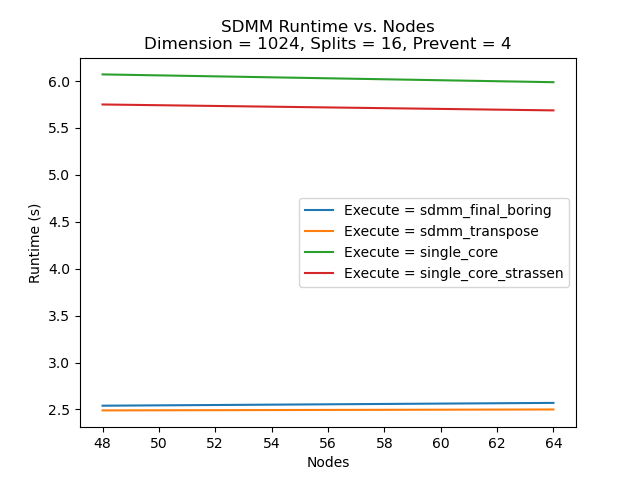 SDMM Runtime vs. Nodes
Dimension = 1024, Splits = 16, Prevent = 4
Runtime (s)
6.0
5.5
5.0
4.5
4.0
3.5
3.0
2.5
Execute = sdmm_final_boring
Execute = sdmm_transpose
Execute = single_core
Execute = single_core_strassen
48 50 52 54 56 58 60 62 64
Nodes